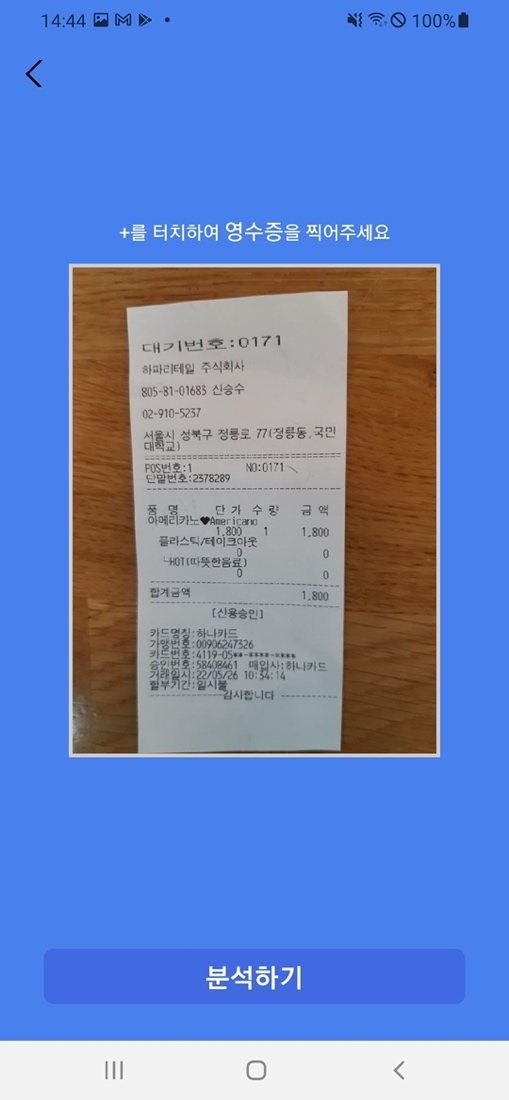 14:44
100%
+를 터치하여 영수증을 찍어주세요
대기번호:0171
하파리테일 주식회사
805-81-01683 신승수
02-910-5237
서울시 성북구 정릉로 77(정릉동,국민
대학교)
POS번호:1 NO:0171
단말번호:2378289
품 명 단 가 수 량 금 액
아메리카노♥Americano
1,800 1 1,800
플라스틱/테이크아웃
0 0
└HOT(따뜻한음료)
0 0
합계금액 1,800
[신용승인]
카드명칭:하나카드
가맹번호:00906247326
카드번호:4119-05**-****-****
승인번호:58408461 매입사:하나카드
거래일시:22/05/26 10:34:14
할부기간:일시불
감사합니다
분석하기